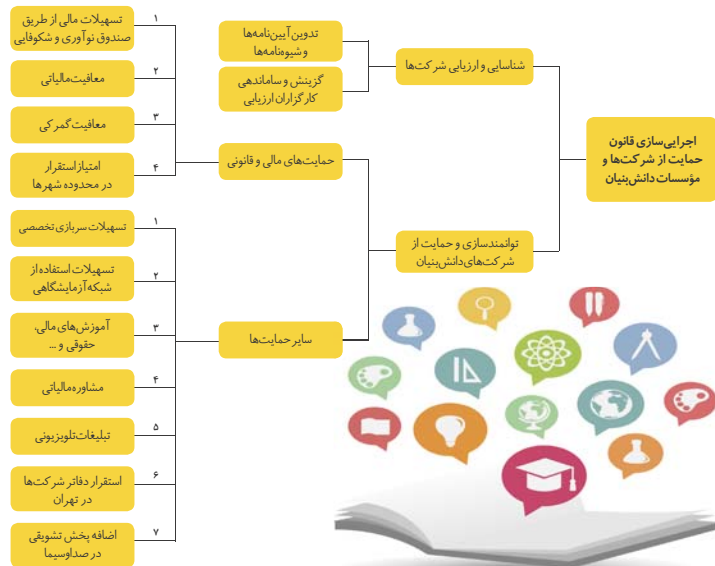 اجرایی‌سازی قانون
حمایت از شرکت‌ها و
مؤسسات دانش‌بنیان
شناسایی و ارزیابی شرکت‌ها
تدوین آیین‌نامه‌ها
و شیوه‌نامه‌ها
گزینش و ساماندهی
کارگزاران ارزیابی
توانمندسازی و حمایت از
شرکت‌های دانش‌بنیان
حمایت‌های مالی و قانونی
۱
تسهیلات مالی از طریق
صندوق نوآوری و شکوفایی
۲
معافیت مالیاتی
۳
معافیت گمرکی
۴
امتیاز استقرار
در محدوده شهرها
سایر حمایت‌ها
۱
تسهیلات سربازی تخصصی
۲
تسهیلات استفاده از
شبکه آزمایشگاهی
۳
آموزش‌های مالی،
حقوقی و ...
۴
مشاوره مالیاتی
۵
تبلیغات تلویزیونی
۶
استقرار دفاتر شرکت‌ها
در تهران
۷
اضافه پخش تشویقی
در صداوسیما